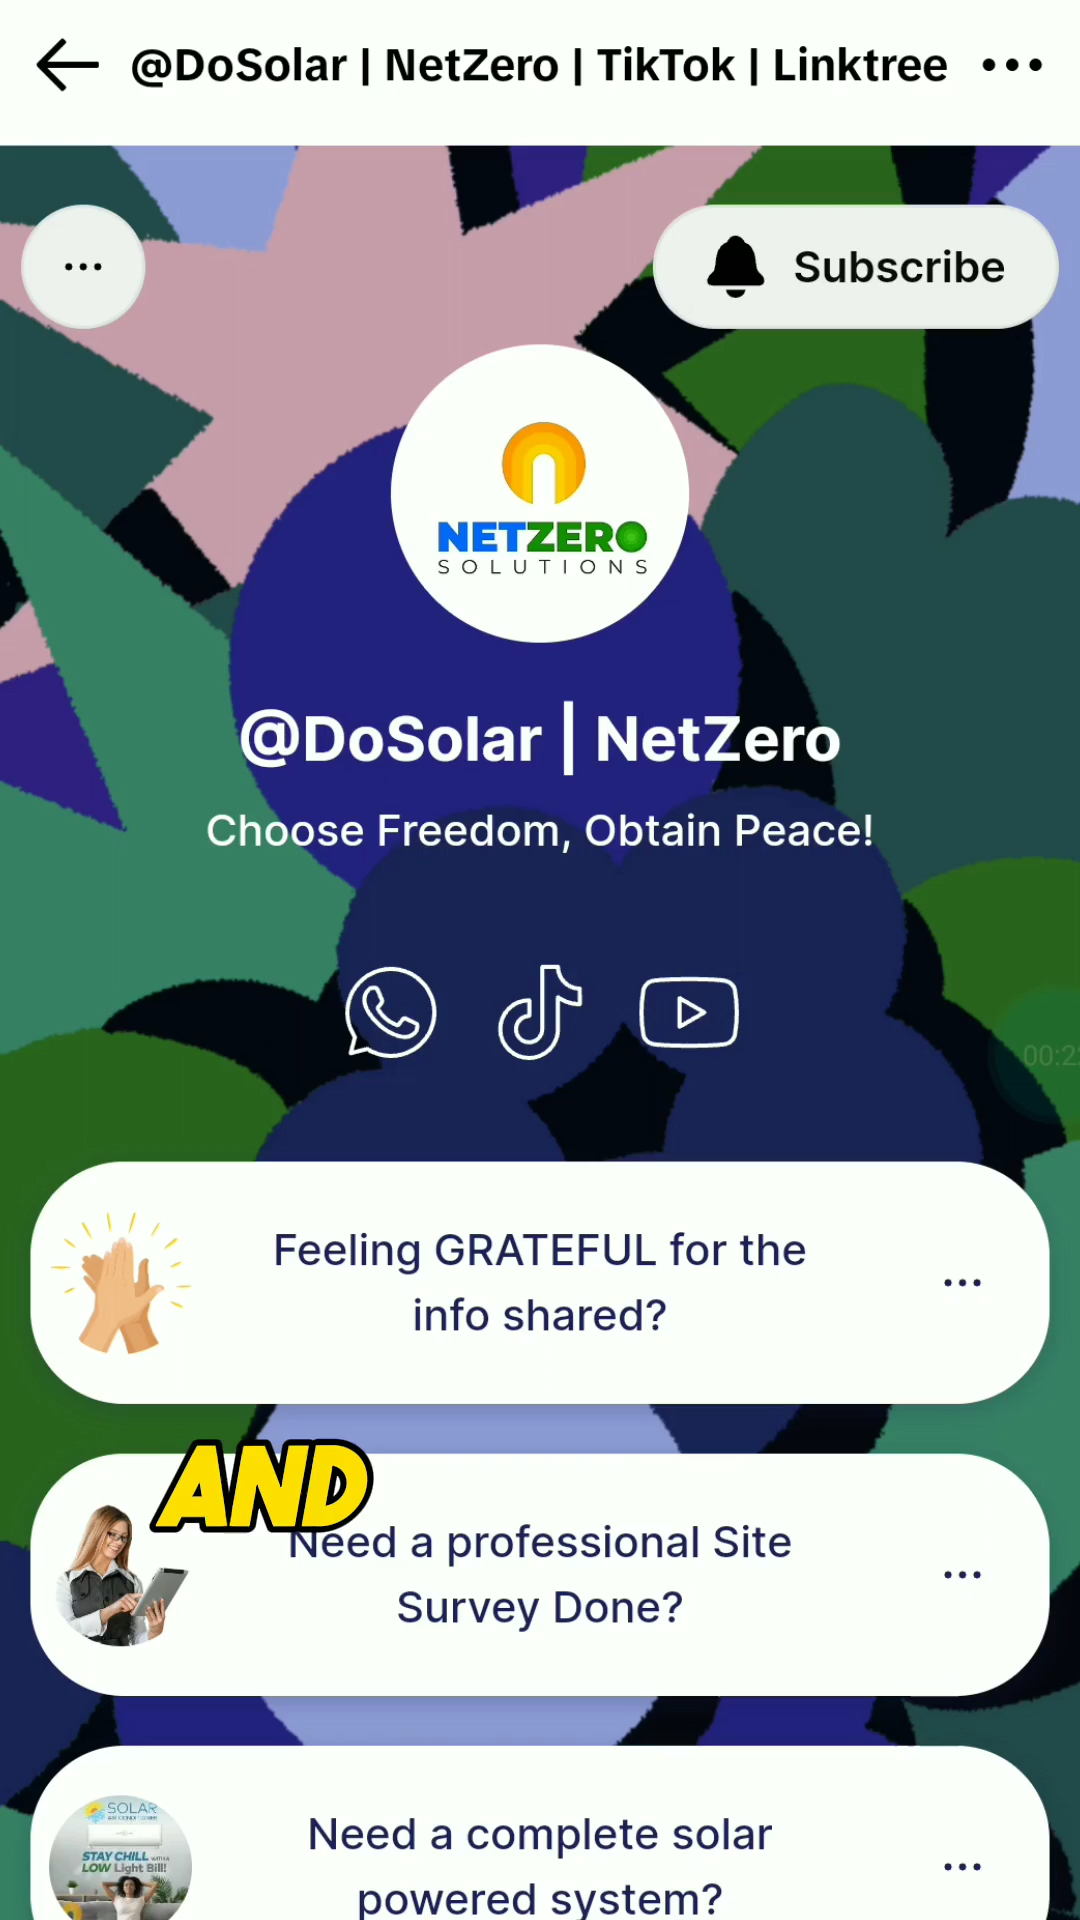 @DoSolar | NetZero | TikTok | Linktree
Subscribe
NETZERO
SOLUTIONS
@DoSolar | NetZero
Choose Freedom, Obtain Peace!
Feeling GRATEFUL for the
info shared?
AND
Need a professional Site
Survey Done?
SOLAR
STAY CHILL WITH A
LOW Light Bill!
Need a complete solar
powered system?